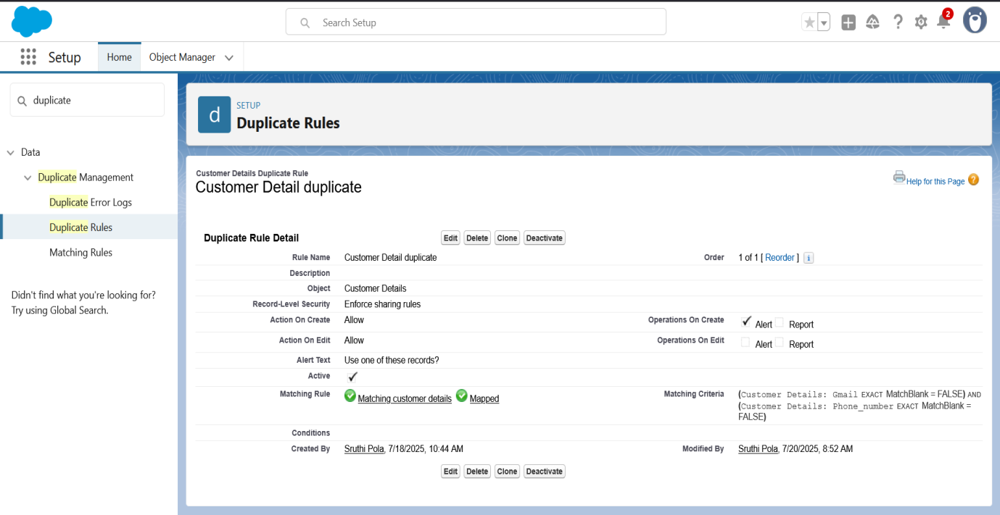 Search Setup
2
Setup
Home
Object Manager
duplicate
Data
Duplicate Management
Duplicate Error Logs
Duplicate Rules
Matching Rules
Didn't find what you're looking for?
Try using Global Search.
d
SETUP
Duplicate Rules
Customer Details Duplicate Rule
Customer Detail duplicate
Help for this Page ?
Duplicate Rule Detail
Edit Delete Clone Deactivate
Rule Name Customer Detail duplicate Order 1 of 1 [ Reorder ] i
Description
Object Customer Details
Record-Level Security Enforce sharing rules
Action On Create Allow Operations On Create Alert Report
Action On Edit Allow Operations On Edit Alert Report
Alert Text Use one of these records?
Active
Matching Rule Matching customer details Mapped Matching Criteria (Customer Details: Gmail EXACT MatchBlank = FALSE) AND
(Customer Details: Phone_number EXACT MatchBlank =
FALSE)
Conditions
Created By Sruthi Pola, 7/18/2025, 10:44 AM Modified By Sruthi Pola, 7/20/2025, 8:52 AM
Edit Delete Clone Deactivate